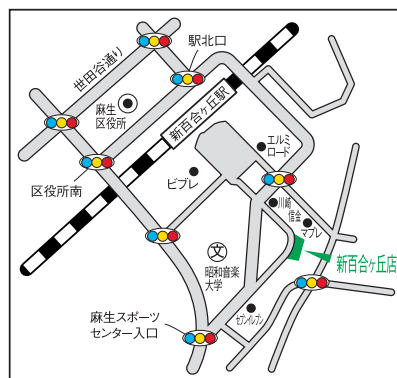 駅北口
世田谷通り
麻生
区役所
新百合ヶ丘駅
エルミ
ロード
区役所南
ビブレ
川崎
信金
マプレ
文
昭和音楽
大学
新百合ヶ丘店
麻生スポーツ
センター入口
セブンイレブン